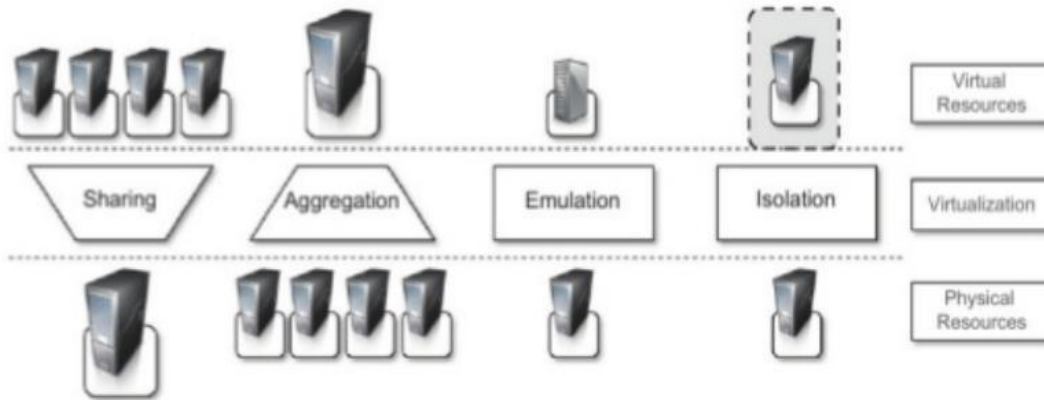 Virtual
Resources
Sharing
Aggregation
Emulation
Isolation
Virtualization
Physical
Resources